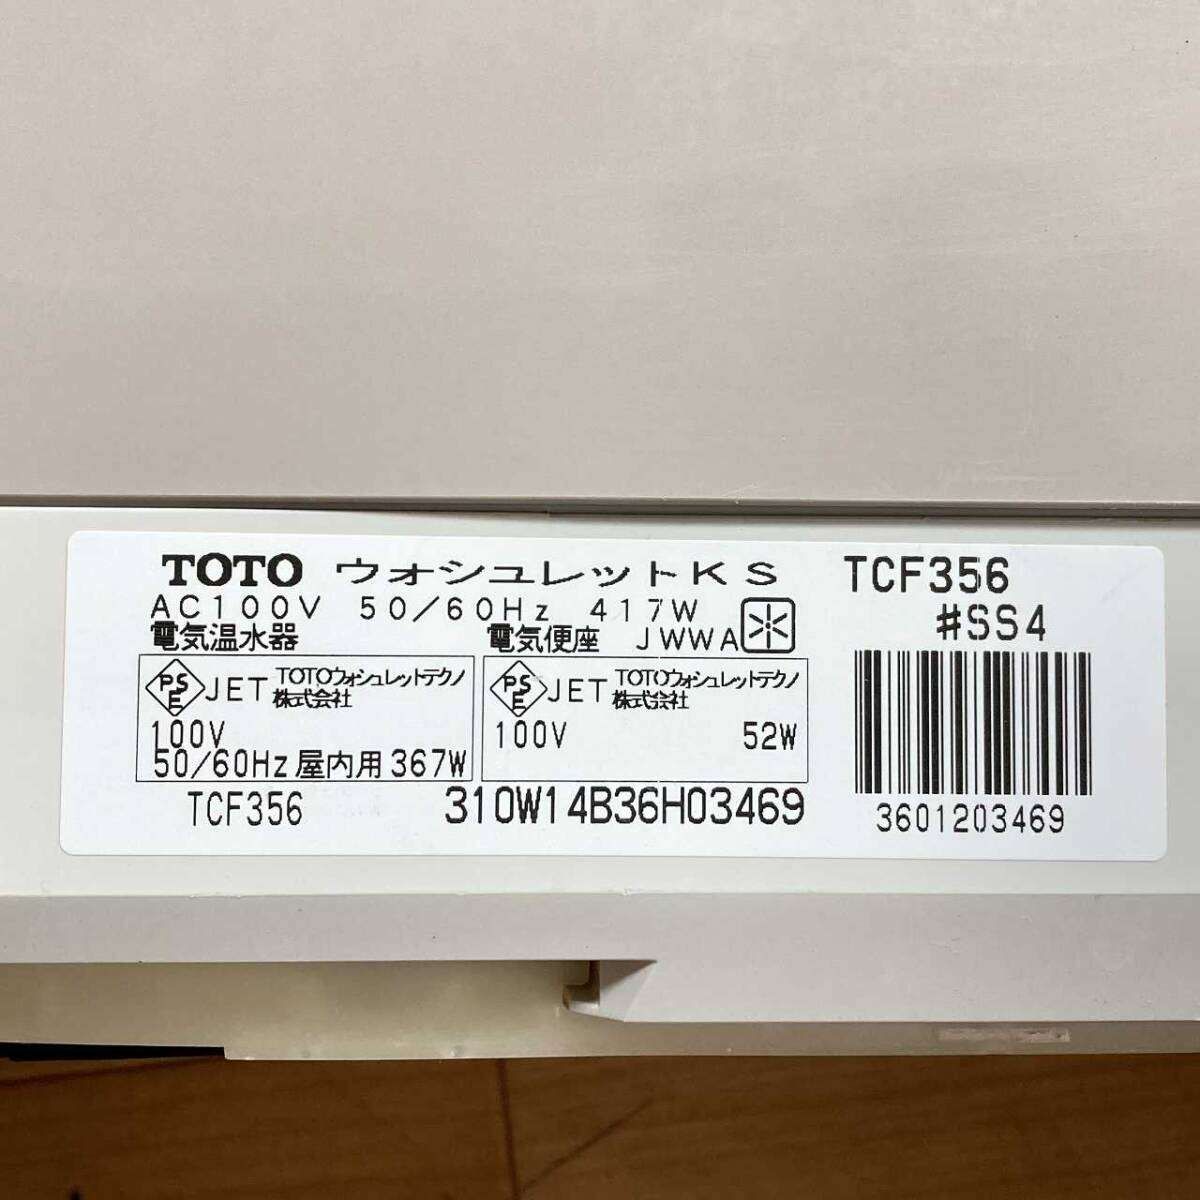 TOTO ウォシュレットKS
TCF356
#SS4
AC100V 50/60Hz 417W
電気温水器
電気便座 JWWA
PSE JET TOTOウォシュレットテクノ
株式会社
100V
50/60Hz 屋内用 367W
PSE JET TOTOウォシュレットテクノ
株式会社
100V 52W
TCF356
310W14B36H03469
3601203469